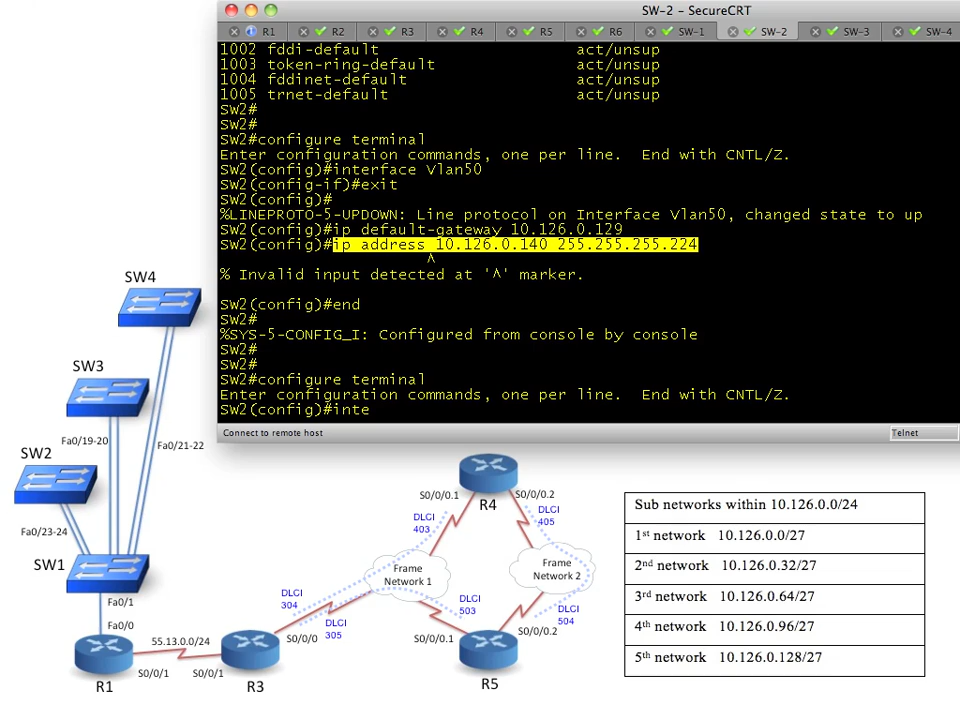 SW-2 - SecureCRT
R1 R2 R3 R4 R5 R6 SW-1 SW-2 SW-3 SW-4
1002 fddi-default act/unsup
1003 token-ring-default act/unsup
1004 fddinet-default act/unsup
1005 trnet-default act/unsup
SW2#
SW2#
SW2#configure terminal
Enter configuration commands, one per line. End with CNTL/Z.
SW2(config)#interface Vlan50
SW2(config-if)#exit
SW2(config)#
%LINEPROTO-5-UPDOWN: Line protocol on Interface Vlan50, changed state to up
SW2(config)#ip default-gateway 10.126.0.129
SW2(config)#ip address 10.126.0.140 255.255.255.224
^
% Invalid input detected at '^' marker.
SW2(config)#end
SW2#
%SYS-5-CONFIG_I: Configured from console by console
SW2#
SW2#
SW2#configure terminal
Enter configuration commands, one per line. End with CNTL/Z.
SW2(config)#inte
Connect to remote host Telnet
SW4
SW3
Fa0/19-20
Fa0/21-22
SW2
Fa0/23-24
SW1
Fa0/1
Fa0/0
R1
S0/0/1
55.13.0.0/24
S0/0/1
R3
S0/0/0
DLCI
304
DLCI
305
Frame
Network 1
DLCI
403
S0/0/0.1
R4
S0/0/0.2
DLCI
405
Frame
Network 2
DLCI
503
DLCI
504
S0/0/0.1
S0/0/0.2
R5
Sub networks within 10.126.0.0/24
1st network 10.126.0.0/27
2nd network 10.126.0.32/27
3rd network 10.126.0.64/27
4th network 10.126.0.96/27
5th network 10.126.0.128/27